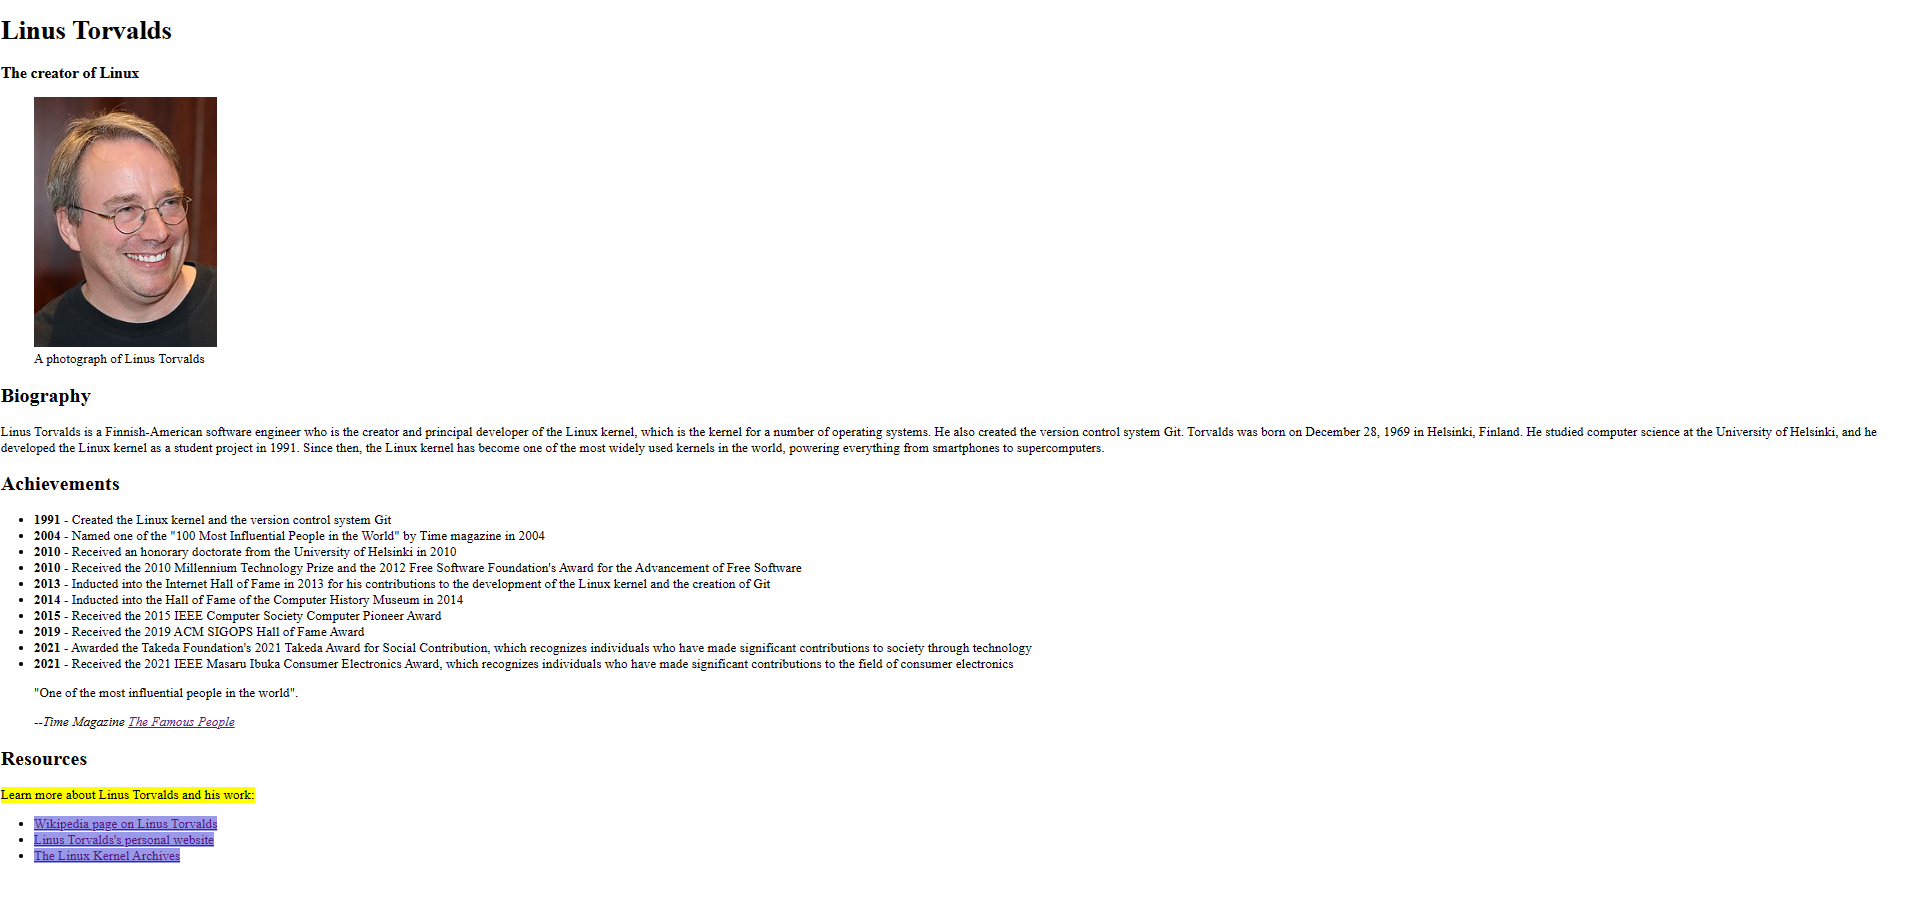 Linus Torvalds
The creator of Linux
A photograph of Linus Torvalds
Biography
Linus Torvalds is a Finnish-American software engineer who is the creator and principal developer of the Linux kernel, which is the kernel for a number of operating systems. He also created the version control system Git. Torvalds was born on December 28, 1969 in Helsinki, Finland. He studied computer science at the University of Helsinki, and he
developed the Linux kernel as a student project in 1991. Since then, the Linux kernel has become one of the most widely used kernels in the world, powering everything from smartphones to supercomputers.
Achievements
• 1991 - Created the Linux kernel and the version control system Git
• 2004 - Named one of the "100 Most Influential People in the World" by Time magazine in 2004
• 2010 - Received an honorary doctorate from the University of Helsinki in 2010
• 2010 - Received the 2010 Millennium Technology Prize and the 2012 Free Software Foundation's Award for the Advancement of Free Software
• 2013 - Inducted into the Internet Hall of Fame in 2013 for his contributions to the development of the Linux kernel and the creation of Git
• 2014 - Inducted into the Hall of Fame of the Computer History Museum in 2014
• 2015 - Received the 2015 IEEE Computer Society Computer Pioneer Award
• 2019 - Received the 2019 ACM SIGOPS Hall of Fame Award
• 2021 - Awarded the Takeda Foundation's 2021 Takeda Award for Social Contribution, which recognizes individuals who have made significant contributions to society through technology
• 2021 - Received the 2021 IEEE Masaru Ibuka Consumer Electronics Award, which recognizes individuals who have made significant contributions to the field of consumer electronics
"One of the most influential people in the world".
--Time Magazine The Famous People
Resources
Learn more about Linus Torvalds and his work:
• Wikipedia page on Linus Torvalds
• Linus Torvalds's personal website
• The Linux Kernel Archives